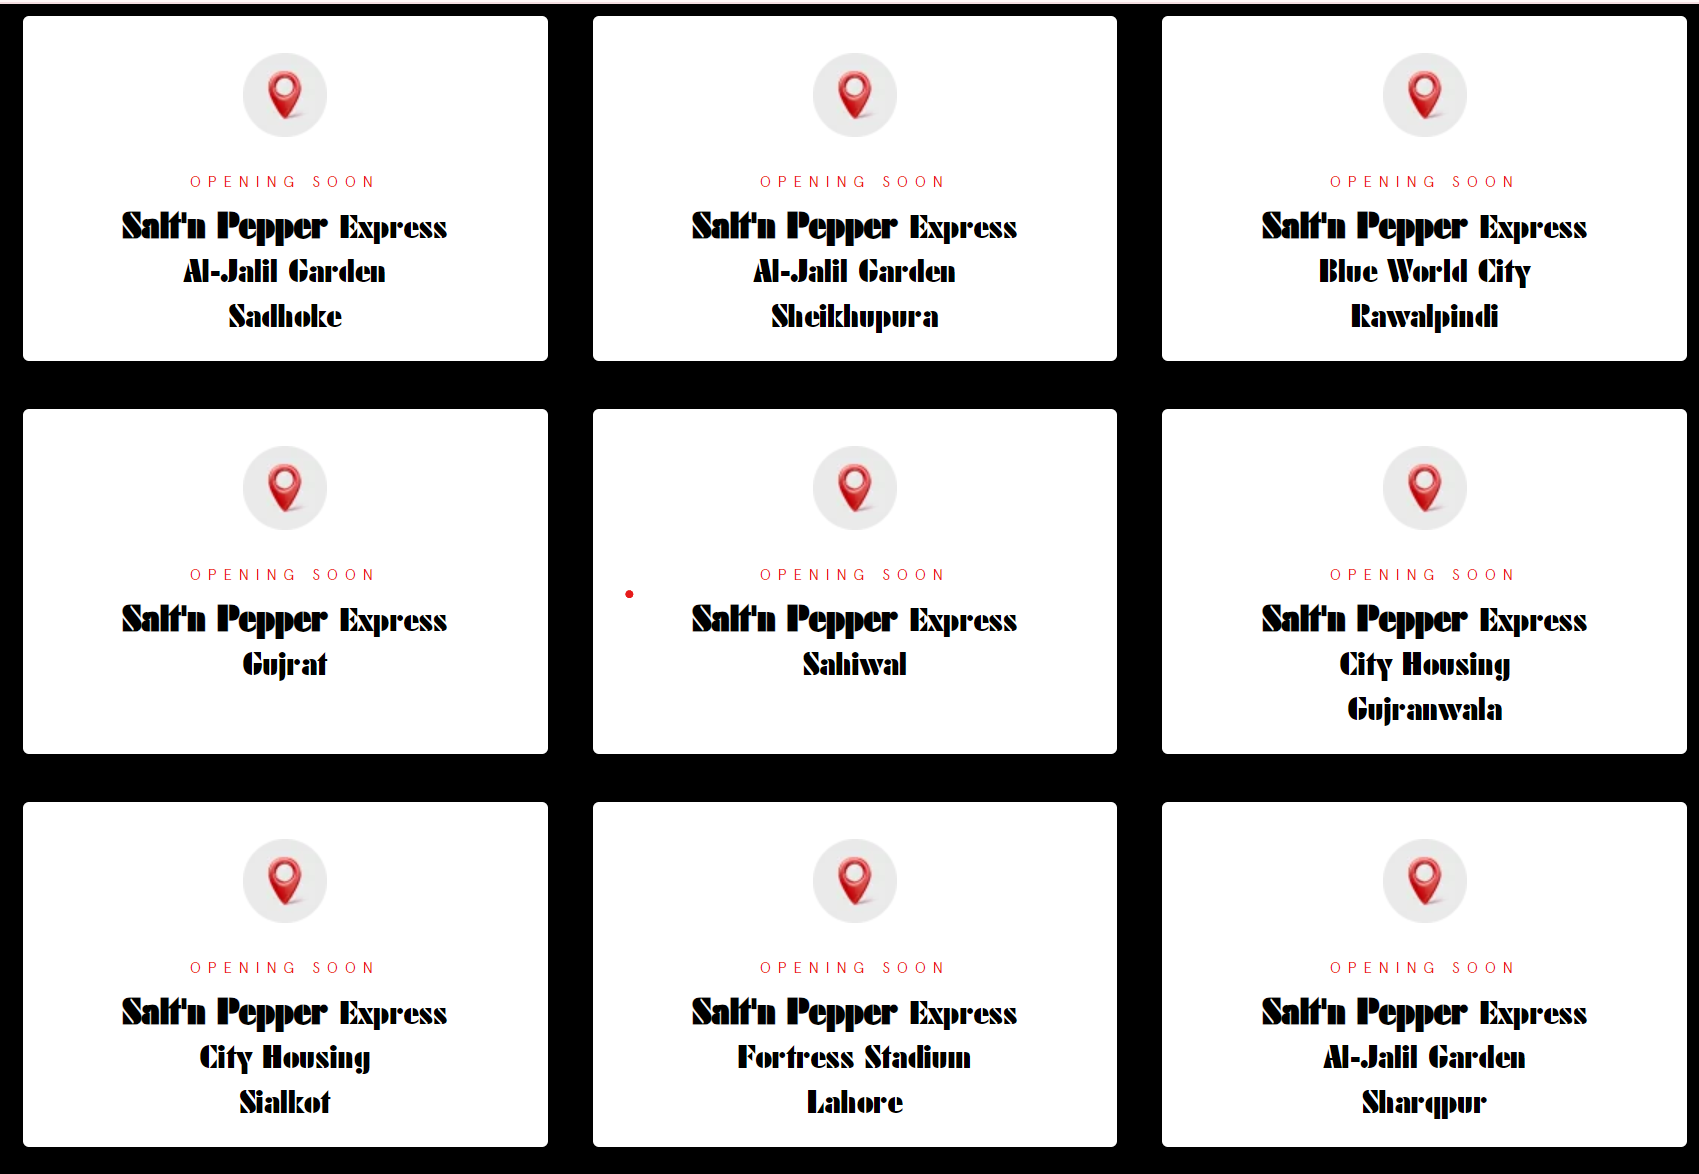 OPENING SOON
Salt'n Pepper Express
Al-Jalil Garden
Sadhoke
OPENING SOON
Salt'n Pepper Express
Al-Jalil Garden
Sheikhupura
OPENING SOON
Salt'n Pepper Express
Blue World City
Rawalpindi
OPENING SOON
Salt'n Pepper Express
Gujrat
OPENING SOON
Salt'n Pepper Express
Sahiwal
OPENING SOON
Salt'n Pepper Express
City Housing
Gujranwala
OPENING SOON
Salt'n Pepper Express
City Housing
Sialkot
OPENING SOON
Salt'n Pepper Express
Fortress Stadium
Lahore
OPENING SOON
Salt'n Pepper Express
Al-Jalil Garden
Sharqpur